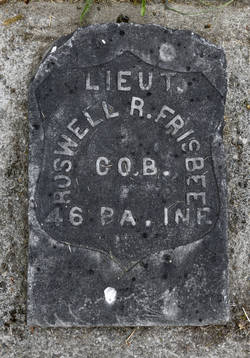 LIEUT.
ROSWELL R. FRISBEE
CO.B.
46 PA. INF.